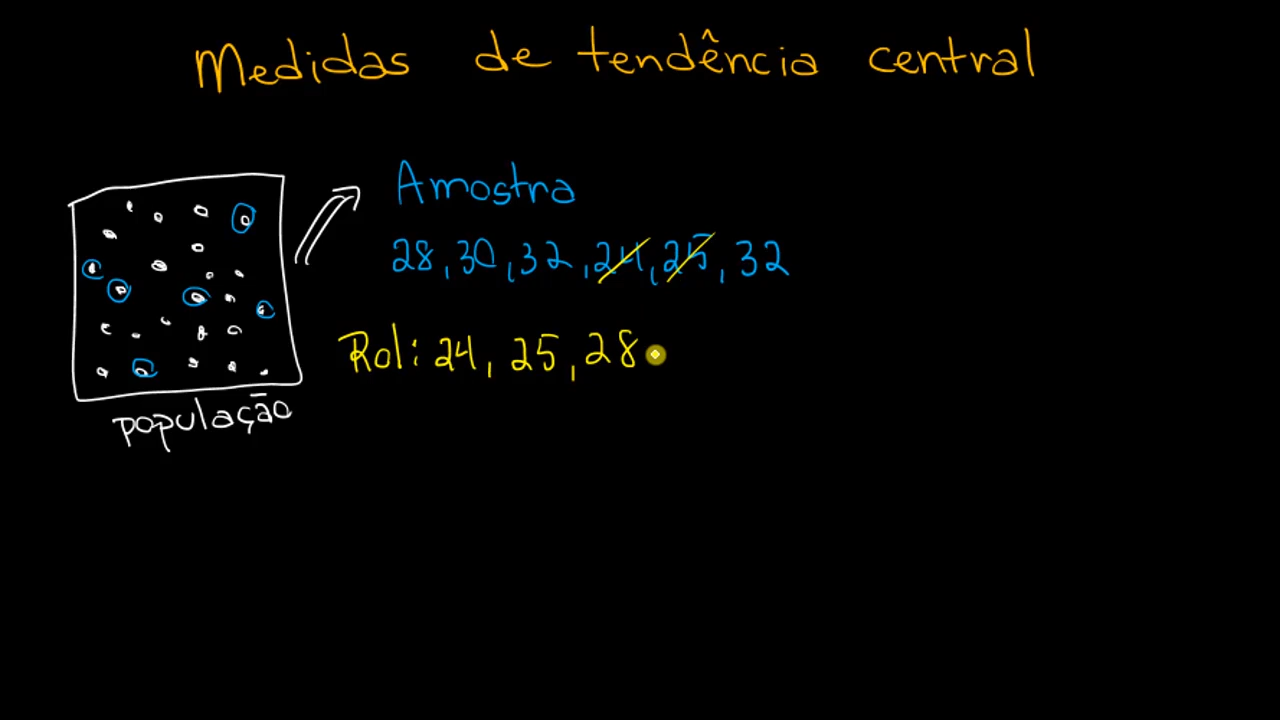 Medidas de tendência central
Amostra
28, 30, 32, 24, 25, 32
Rol: 24, 25, 28
população